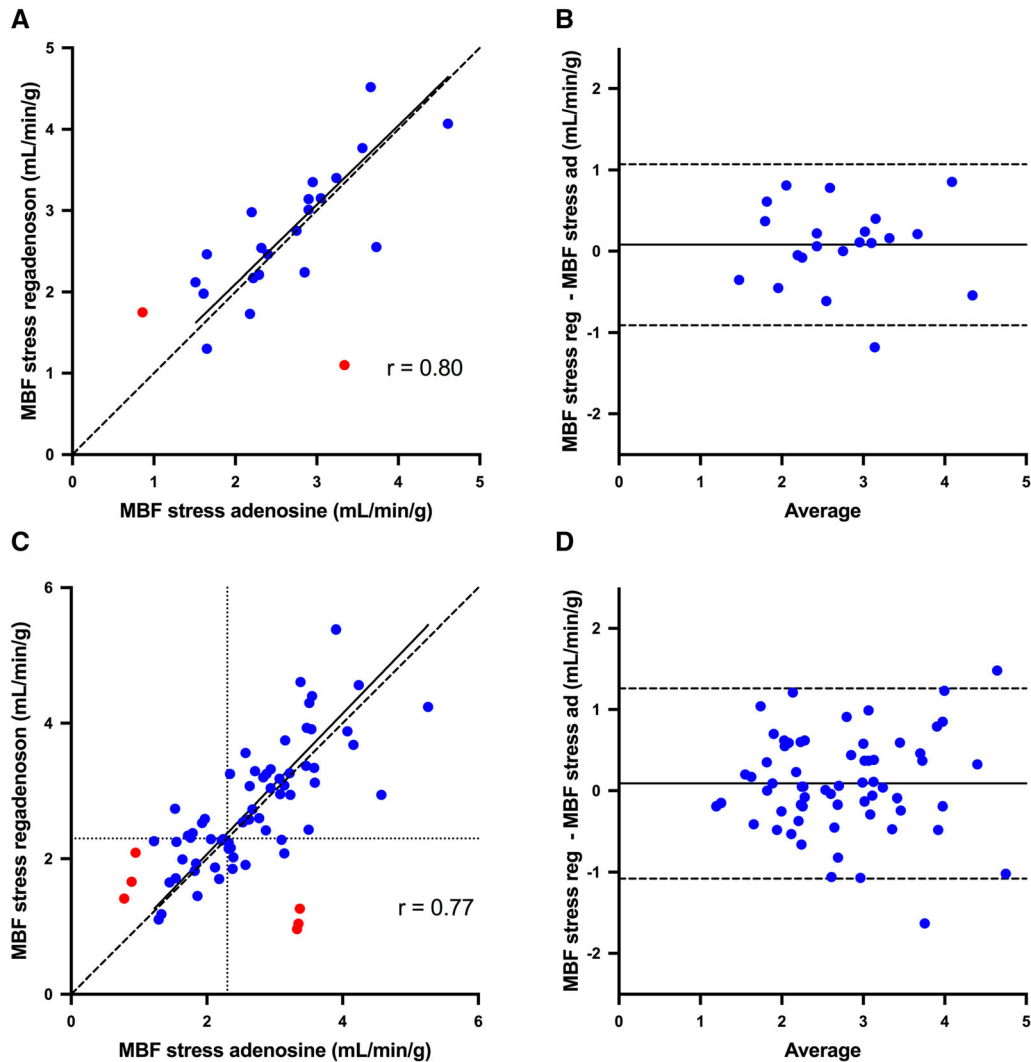 A
MBF stress regadenoson (mL/min/g)
5
4
3
2
1
0
0 1 2 3 4 5
r = 0.80
MBF stress adenosine (mL/min/g)
B
MBF stress reg - MBF stress ad (mL/min/g)
2
1
0
-1
-2
0 1 2 3 4 5
Average
C
MBF stress regadenoson (mL/min/g)
6
4
2
0
0 2 4 6
r = 0.77
MBF stress adenosine (mL/min/g)
D
MBF stress reg - MBF stress ad (mL/min/g)
2
1
0
-1
-2
0 1 2 3 4 5
Average